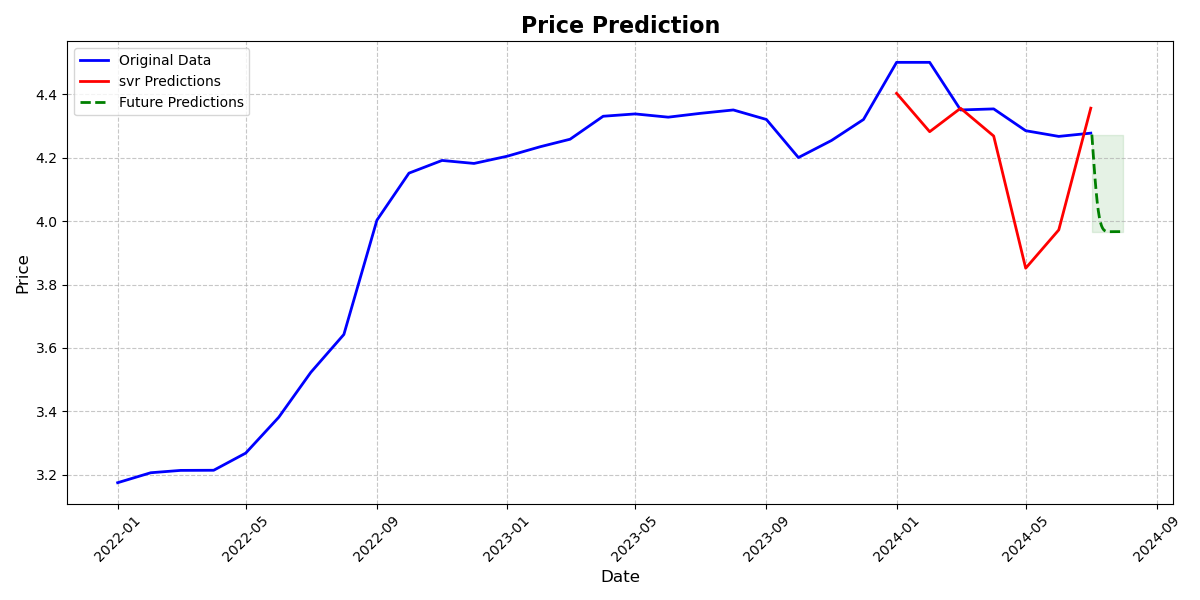 Price Prediction
Original Data
svr Predictions
Future Predictions
Price
4.4
4.2
4.0
3.8
3.6
3.4
3.2
2022-01
2022-05
2022-09
2023-01
2023-05
2023-09
2024-01
2024-05
2024-09
Date